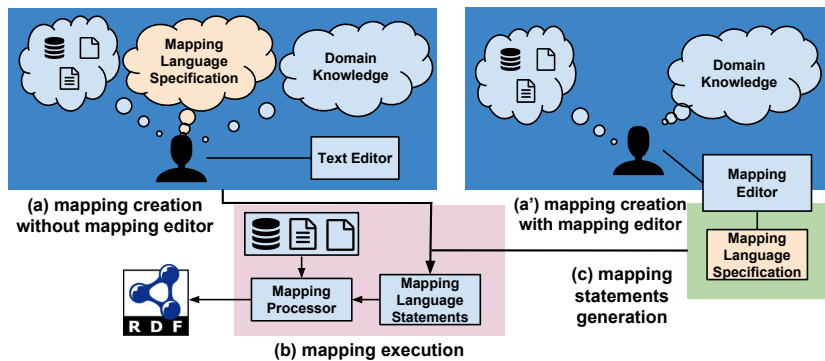 Mapping
Language
Specification
Domain
Knowledge
Text Editor
(a) mapping creation
without mapping editor
Domain
Knowledge
Mapping
Editor
(a') mapping creation
with mapping editor
Mapping
Language
Specification
(c) mapping
statements
generation
Mapping
Processor
Mapping
Language
Statements
R D F
(b) mapping execution